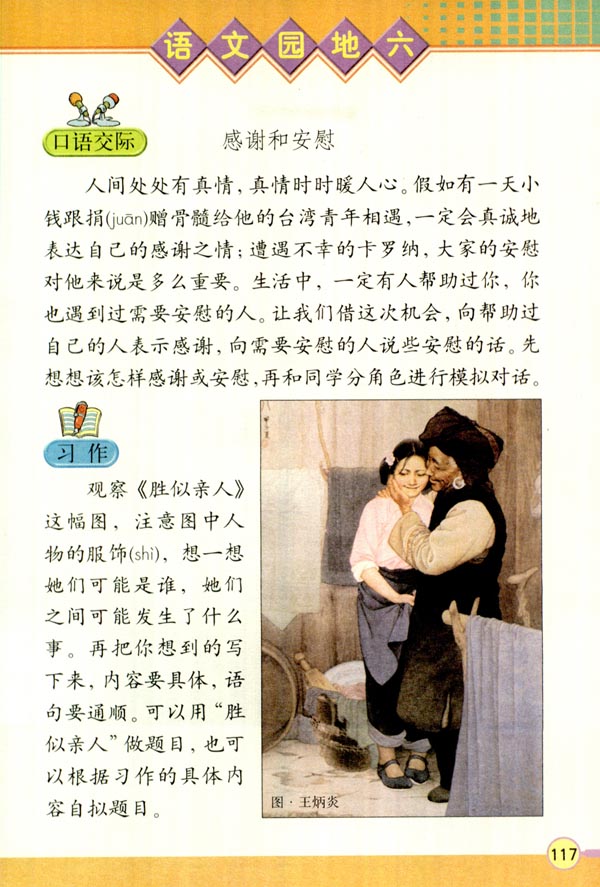 语文园地六
口语交际
感谢和安慰
人间处处有真情，真情时时暖人心。假如有一天小
钱跟捐(juān)赠骨髓给他的台湾青年相遇，一定会真诚地
表达自己的感谢之情；遭遇不幸的卡罗纳，大家的安慰
对他来说是多么重要。生活中，一定有人帮助过你，你
也遇到过需要安慰的人。让我们借这次机会，向帮助过
自己的人表示感谢，向需要安慰的人说些安慰的话。先
想想该怎样感谢或安慰，再和同学分角色进行模拟对话。
习作
观察《胜似亲人》
这幅图，注意图中人
物的服饰(shì)，想一想
她们可能是谁，她们
之间可能发生了什么
事。再把你想到的写
下来，内容要具体，语
句要通顺。可以用“胜
似亲人”做题目，也可
以根据习作的具体内
容自拟题目。
图·王炳炎
117